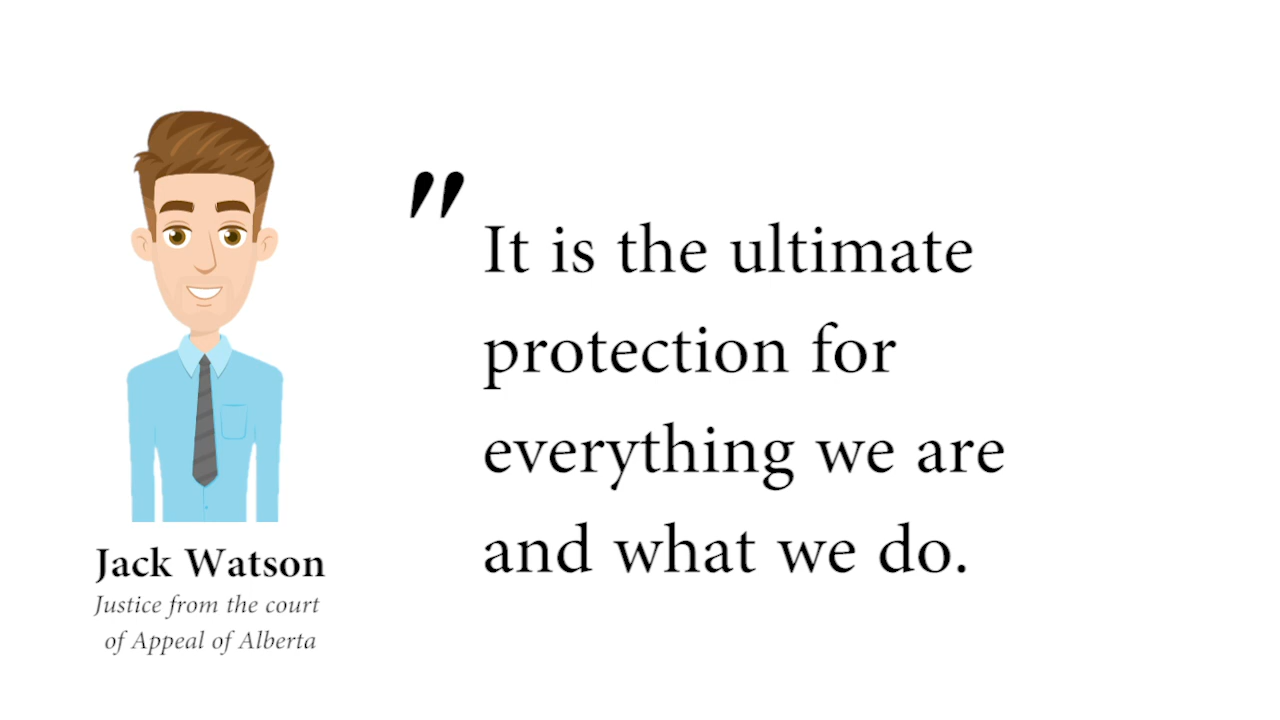 "It is the ultimate
protection for
everything we are
and what we do.
Jack Watson
Justice from the court
of Appeal of Alberta